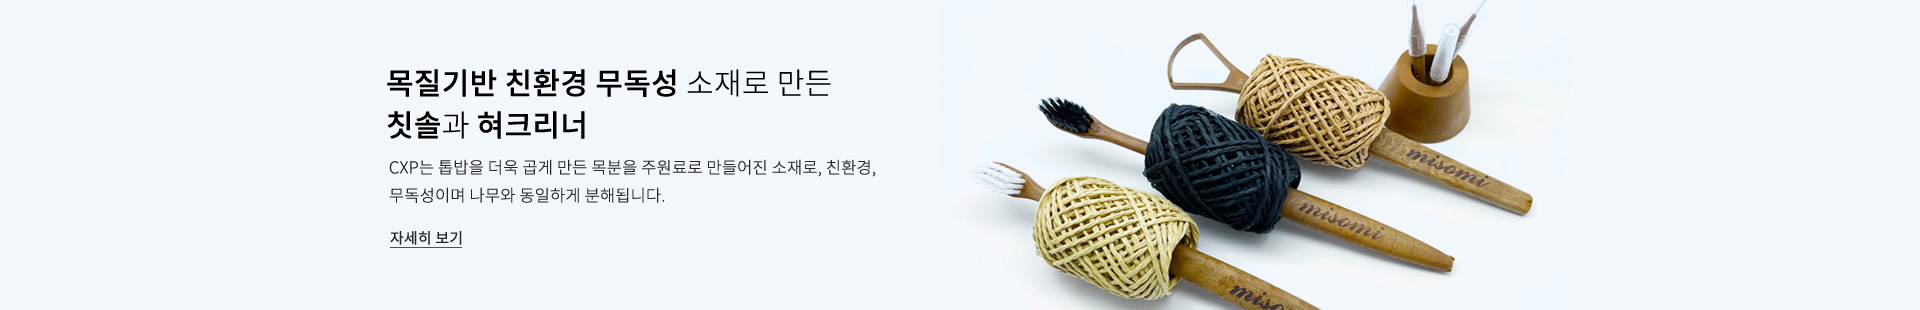 목질기반 친환경 무독성 소재로 만든
칫솔과 혀크리너
CXP는 톱밥을 더욱 곱게 만든 목분을 주원료로 만들어진 소재로, 친환경,
무독성이며 나무와 동일하게 분해됩니다.
자세히 보기
misomi
misomi
miso